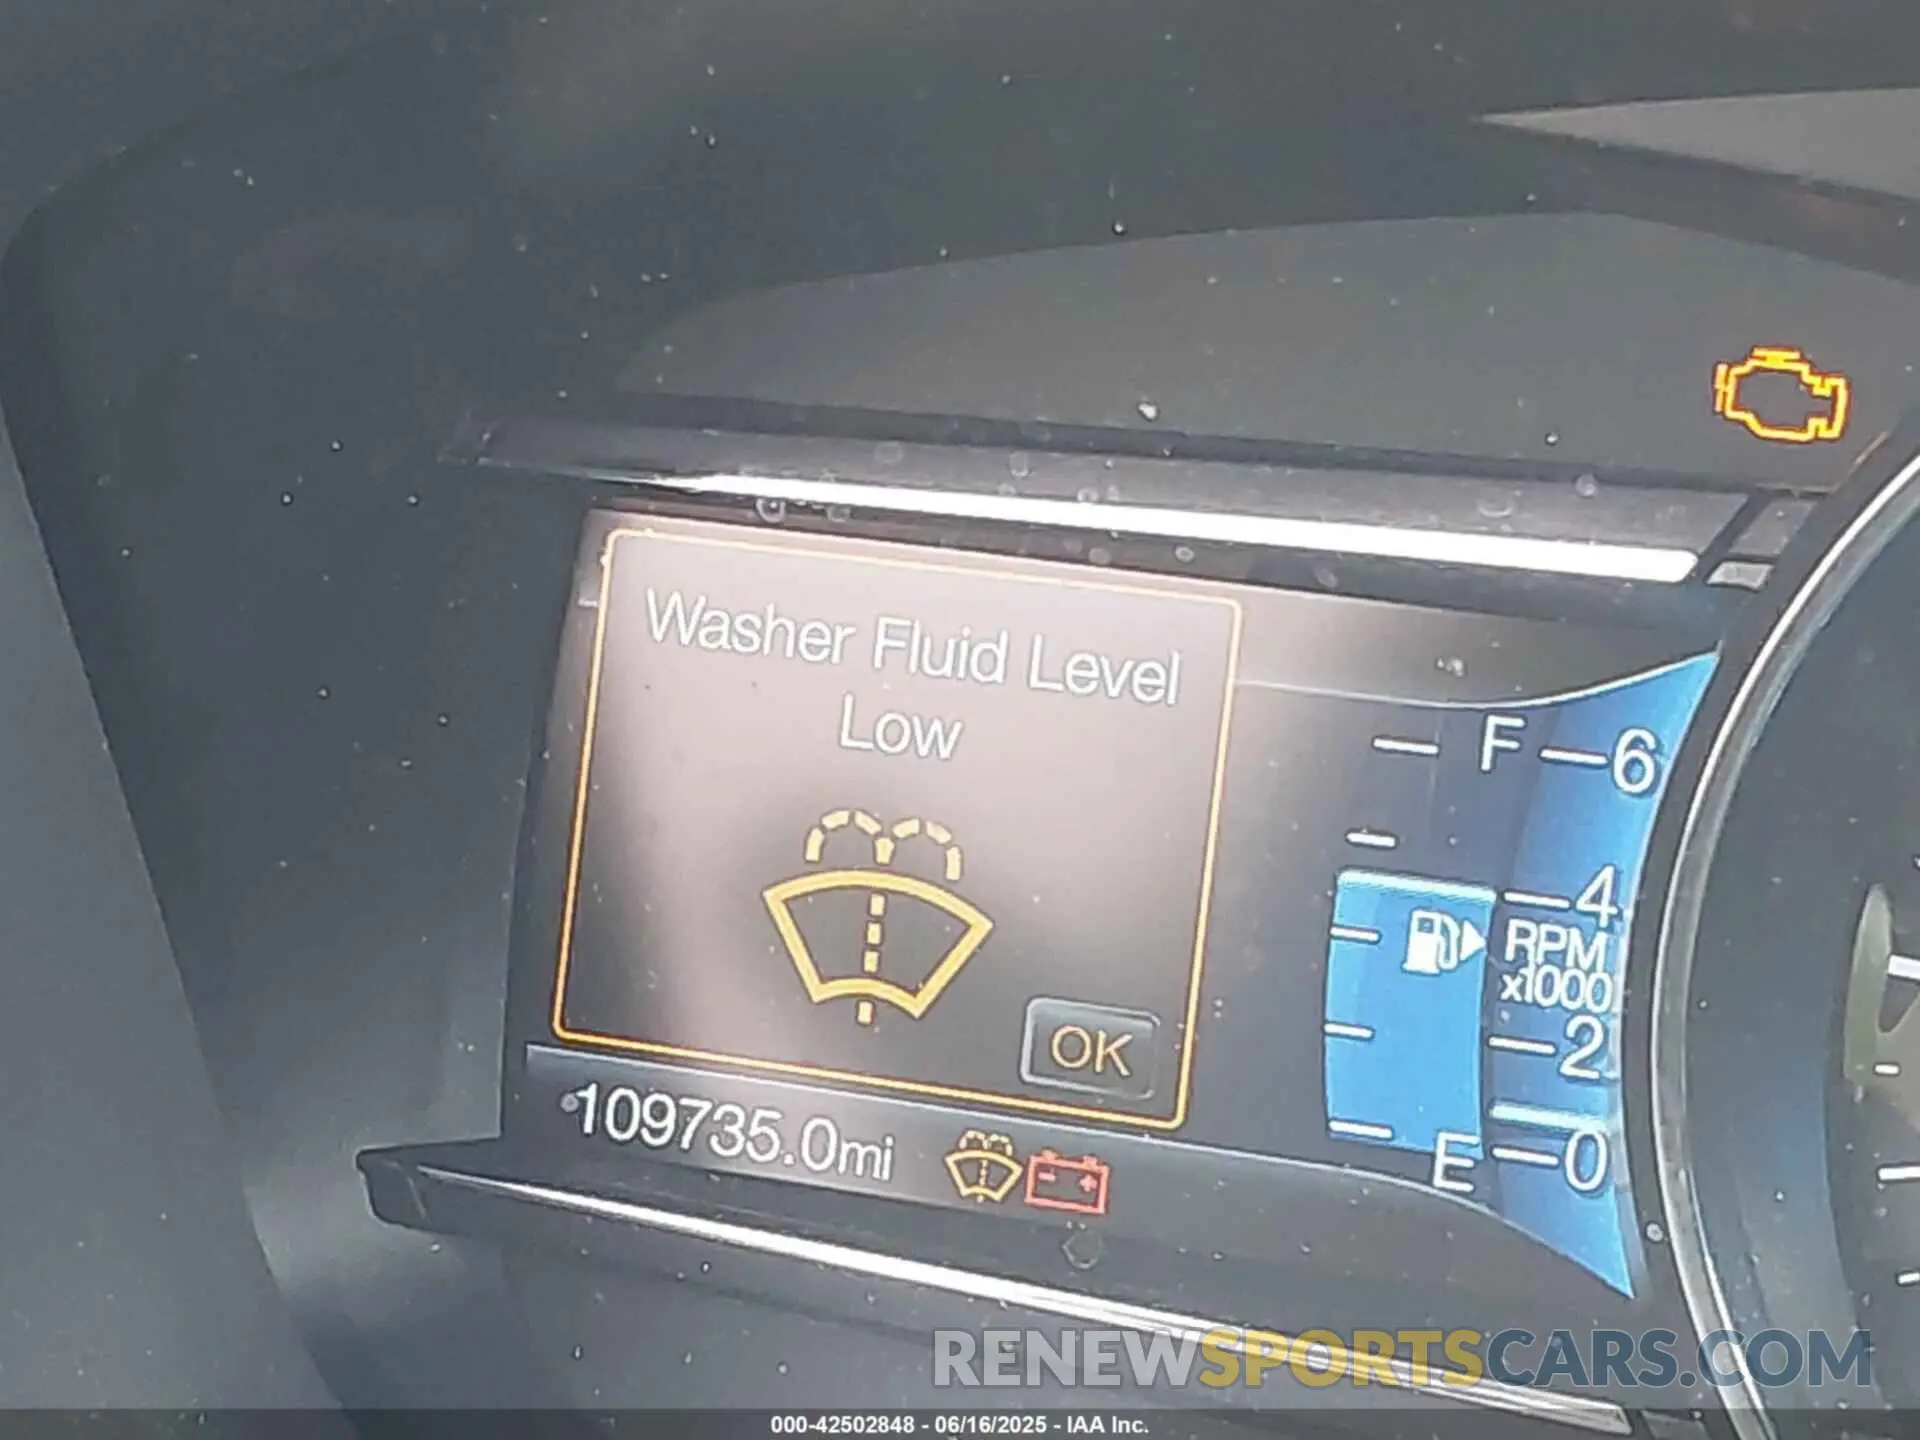 Washer Fluid Level
Low
OK
109735.0mi
F
6
4
RPM
x1000
2
E
0
RENEWSPORTSCARS.COM
000-42502848 - 06/16/2025 - IAA Inc.